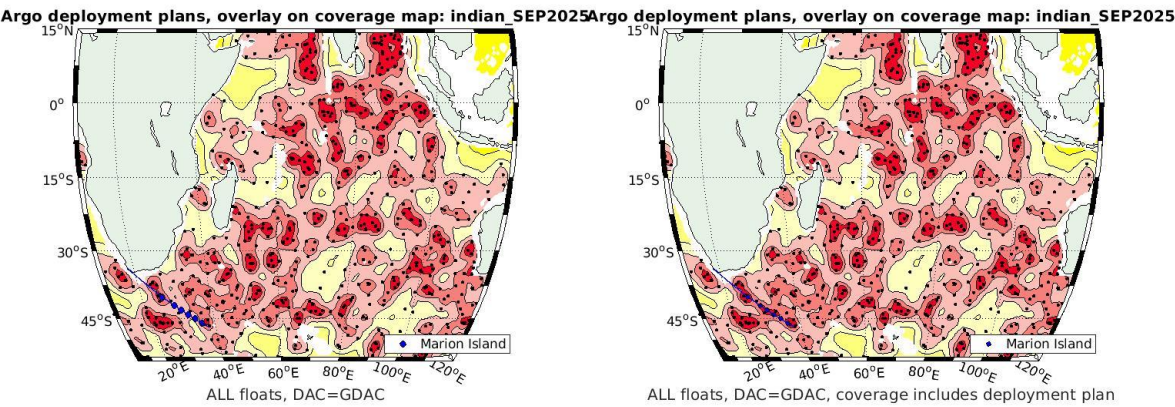 Argo deployment plans, overlay on coverage map: indian_SEP2025
15°N
0°
15°S
30°S
45°S
20°E
40°E
60°E
80°E
100°E
120°E
Marion Island
ALL floats, DAC=GDAC
Argo deployment plans, overlay on coverage map: indian_SEP2025
15°N
0°
15°S
30°S
45°S
20°E
40°E
60°E
80°E
100°E
120°E
Marion Island
ALL floats, DAC=GDAC, coverage includes deployment plan